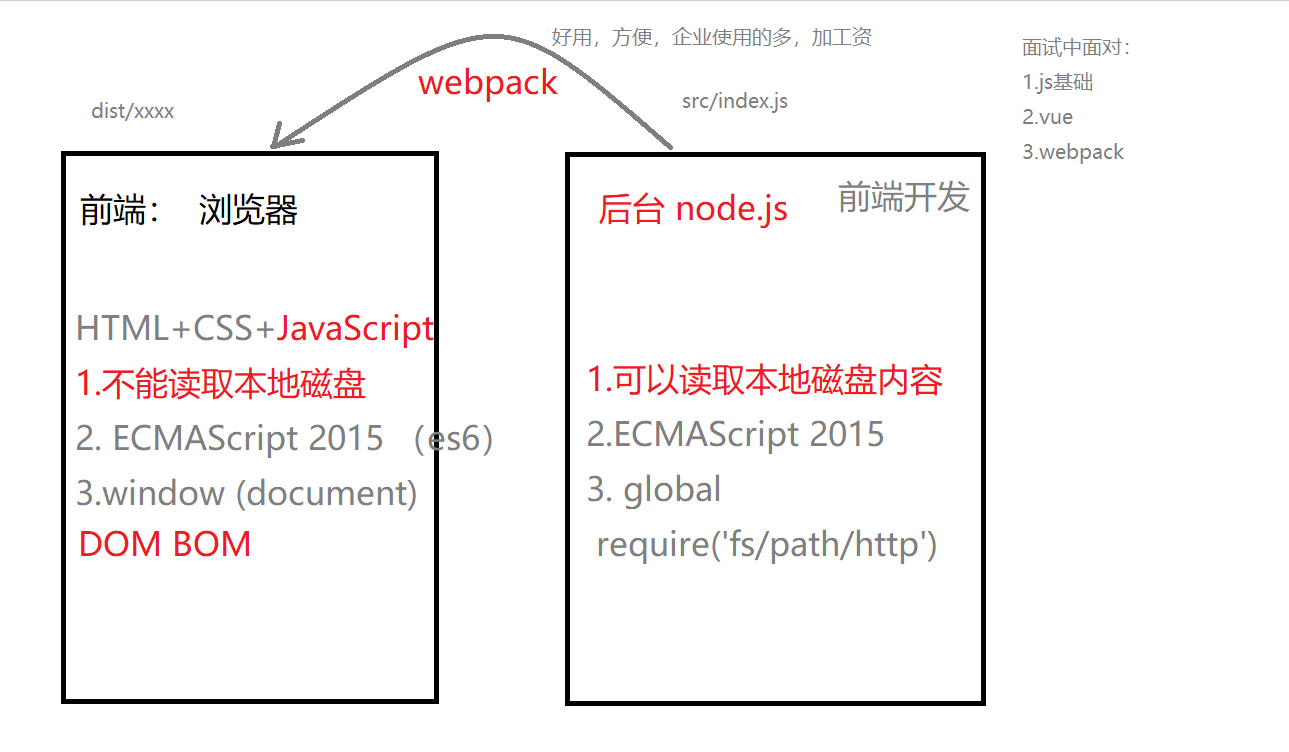 好用，方便，企业使用的多，加工资
webpack
dist/xxxx
src/index.js
面试中面对：
1.js基础
2.vue
3.webpack
前端： 浏览器
HTML+CSS+JavaScript
1.不能读取本地磁盘
2. ECMAScript 2015 （es6）
3.window (document)
DOM BOM
后台 node.js
前端开发
1.可以读取本地磁盘内容
2.ECMAScript 2015
3. global
require('fs/path/http')